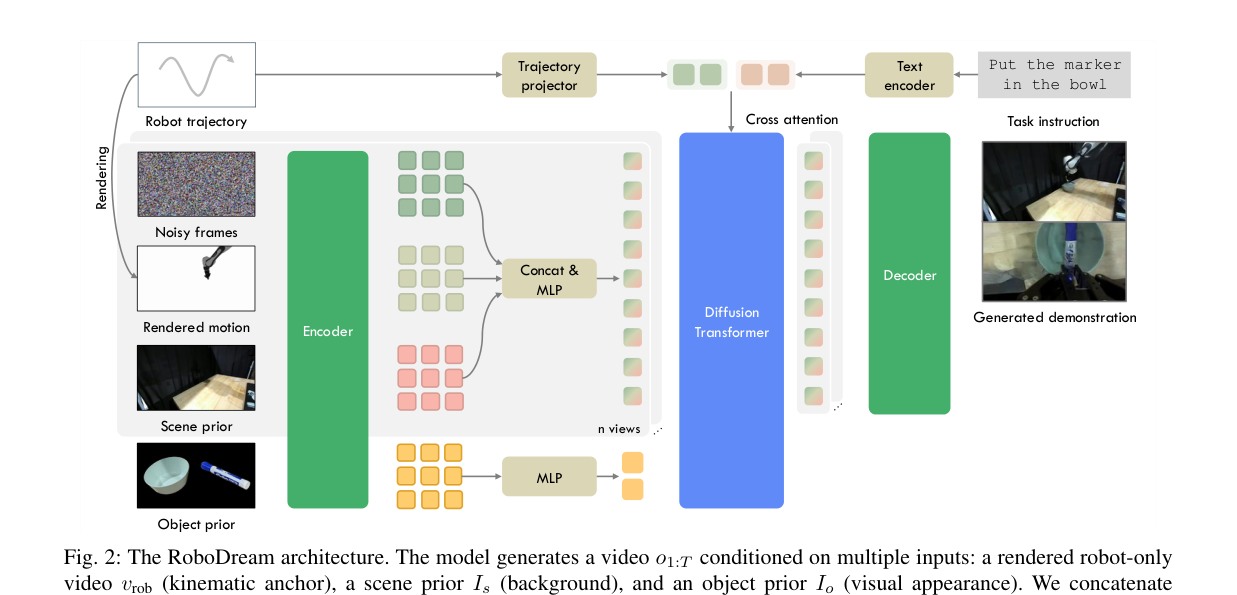 Robot trajectory
Trajectory
projector
Text
encoder
Put the marker
in the bowl
Task instruction
Cross attention
Rendering
Noisy frames
Rendered motion
Scene prior
Object prior
Encoder
Concat &
MLP
n views
MLP
Diffusion
Transformer
Decoder
Generated demonstration
Fig. 2: The RoboDream architecture. The model generates a video o₁:T conditioned on multiple inputs: a rendered robot-only
video v_rob (kinematic anchor), a scene prior I_s (background), and an object prior I_o (visual appearance). We concatenate